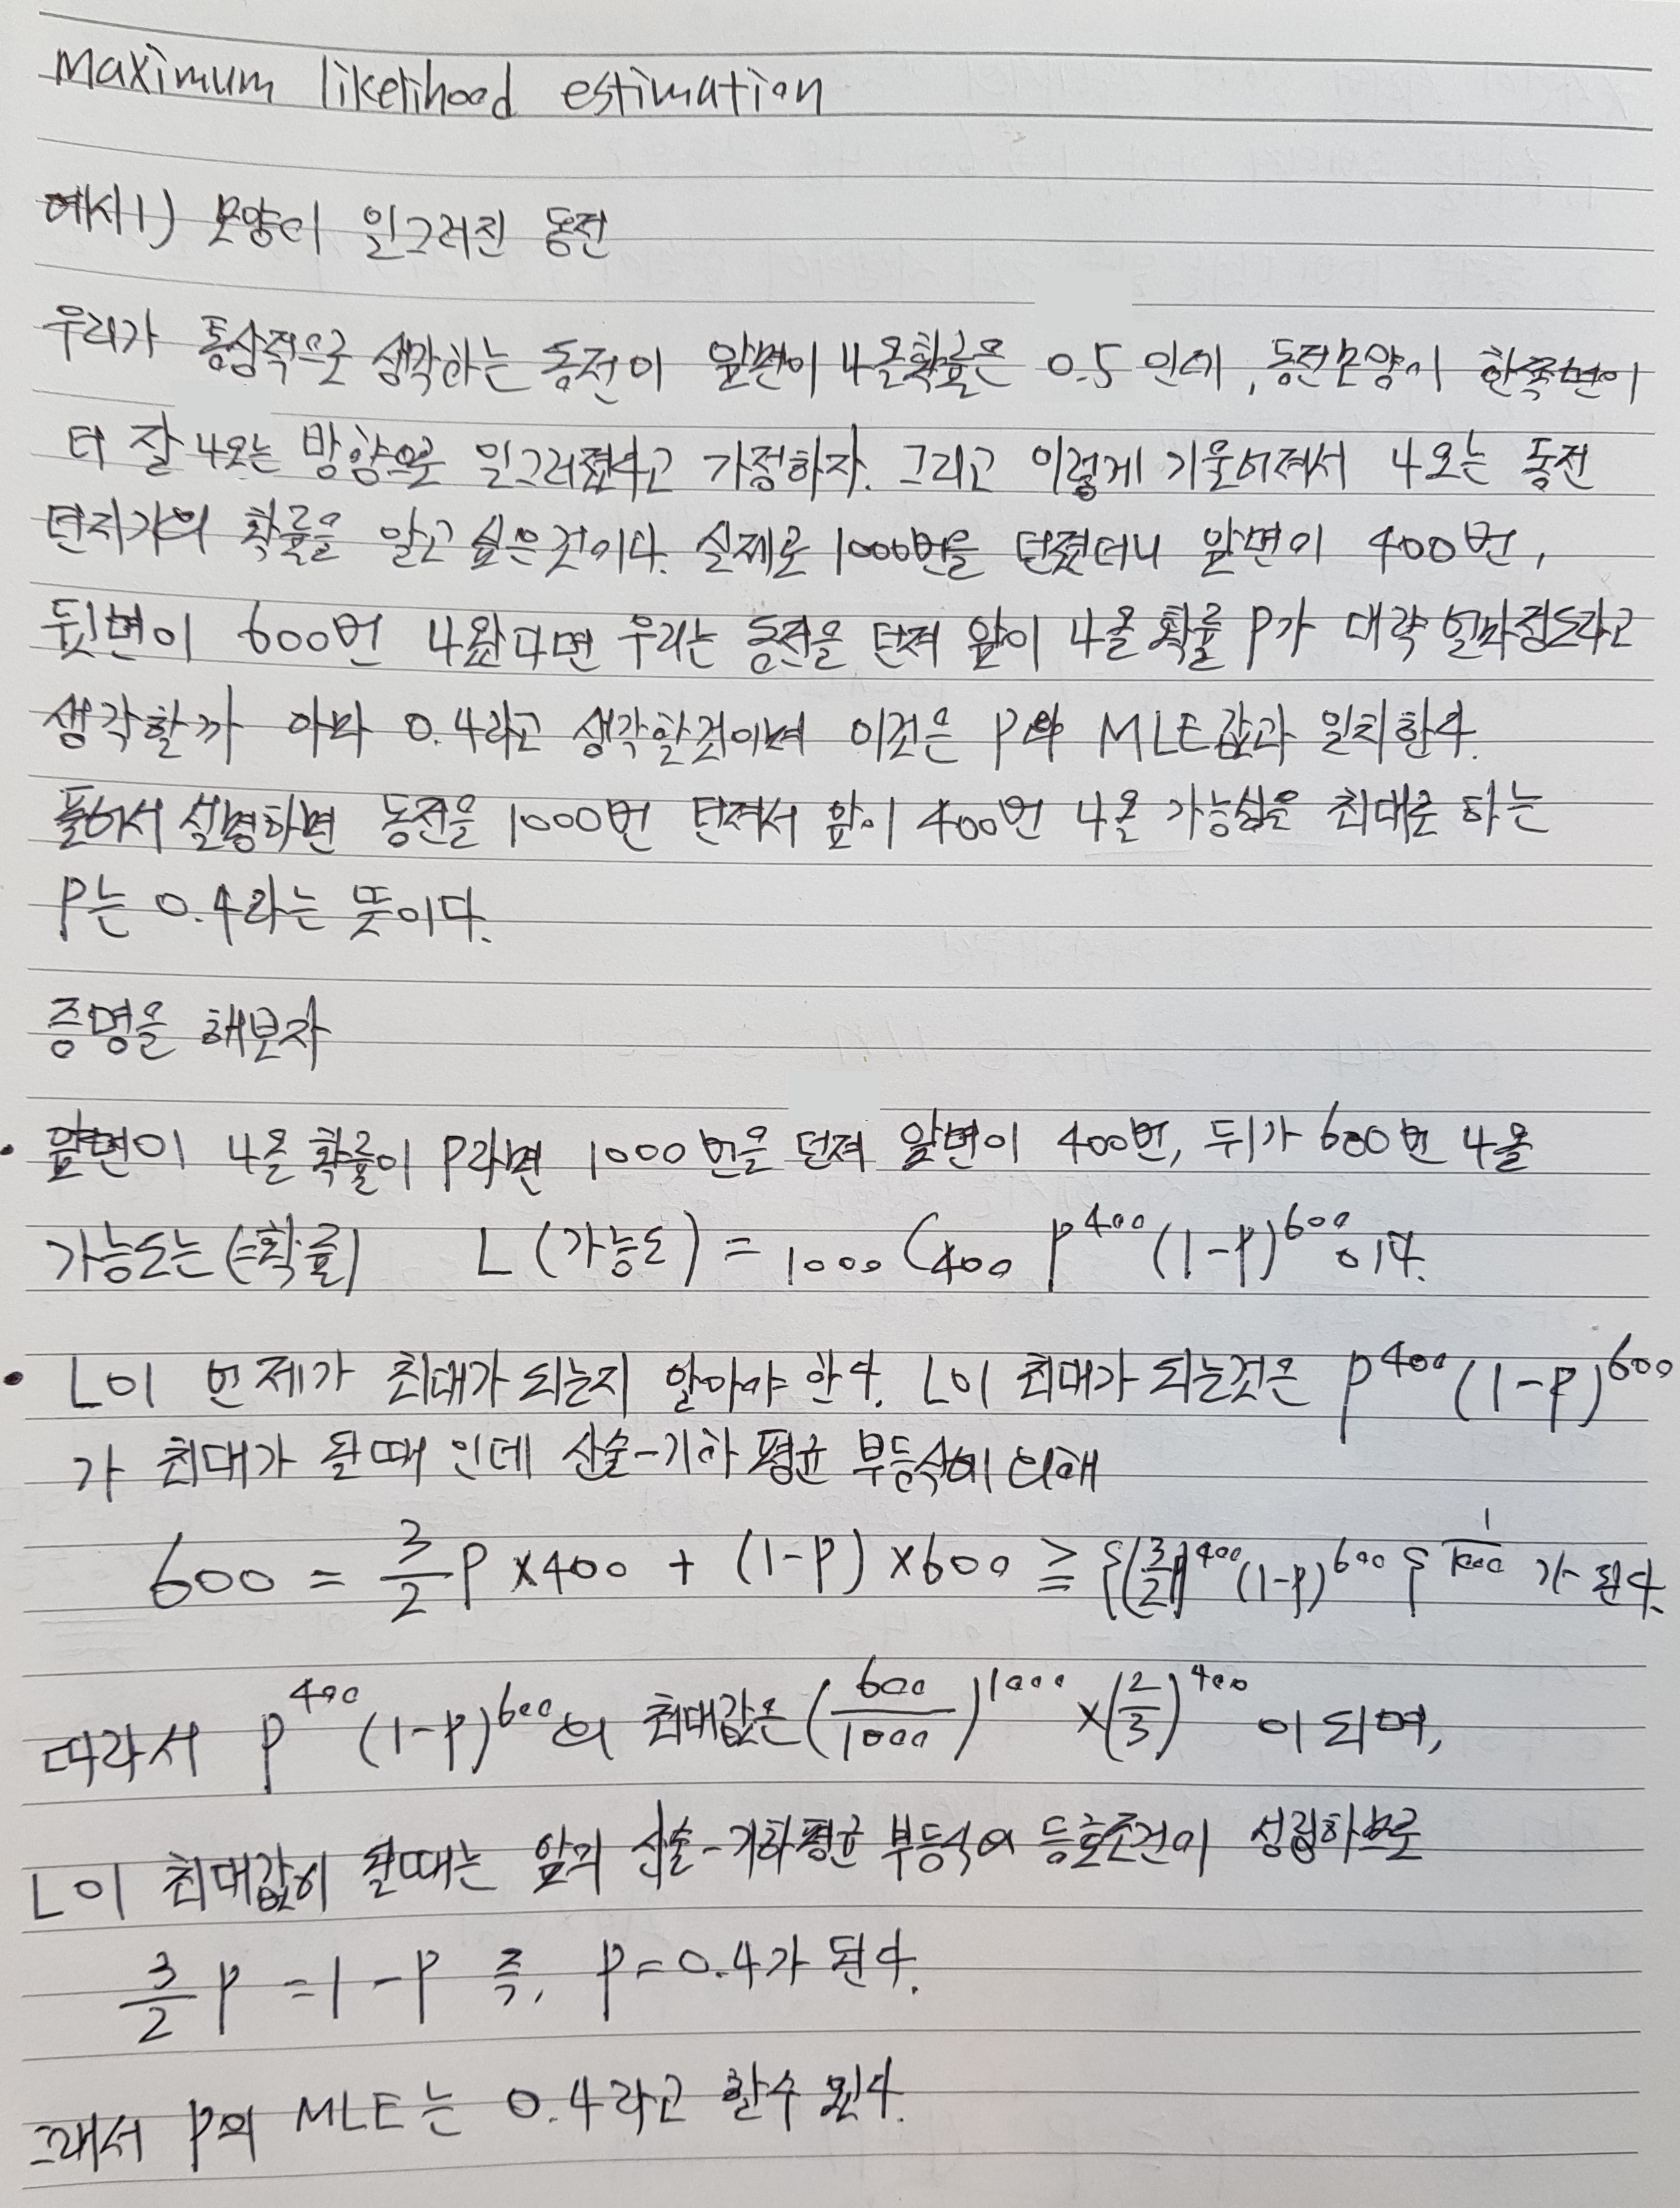 maximum likelihood estimation
예시1) 모양이 일그러진 동전
우리가 통상적으로 생각하는 동전이 앞면이 나올확률은 0.5 인데, 동전모양이 한쪽면이
더 잘 나오는 방향으로 일그러졌다고 가정하자. 그리고 이렇게 기울어져서 나오는 동전
던지기의 확률을 알고 싶은것이다. 실제로 1000번을 던졌더니 앞면이 400번,
뒷면이 600번 나왔다면 우리는 동전을 던져 앞이 나올 확률 P가 대략 얼마정도라고
생각할까 아마 0.4라고 생각할것이며 이것은 P의 MLE값과 일치한다.
풀어서 설명하면 동전을 1000번 던져서 앞이 400번 나올 가능성을 최대로 하는
P는 0.4라는 뜻이다.
증명을 해보자
• 앞면이 나올 확률이 P라면 1000번을 던져 앞면이 400번, 뒤가 600번 나올
가능도는 (=확률) L (가능도) = ₁₀₀₀C₄₀₀ P⁴⁰⁰ (1-P)⁶⁰⁰이다.
• L이 언제가 최대가 되는지 알아야 한다. L이 최대가 되는것은 P⁴⁰⁰ (1-P)⁶⁰⁰
가 최대가 될때 인데 산술-기하 평균 부등식에 의해
600 = 3/2 P ×400 + (1-P) ×600 ≥ {(3/2 P)⁴⁰⁰ (1-P)⁶⁰⁰}^(1/1000) 가 된다.
따라서 P⁴⁰⁰ (1-P)⁶⁰⁰의 최대값은 (600/1000)¹⁰⁰⁰ × (2/3)⁴⁰⁰ 이 되며,
L이 최대값이 될때는 앞의 산술-기하평균 부등식의 등호조건이 성립하므로
3/2 P = 1-P 즉, P=0.4가 된다.
그래서 P의 MLE는 0.4라고 할수 있다.